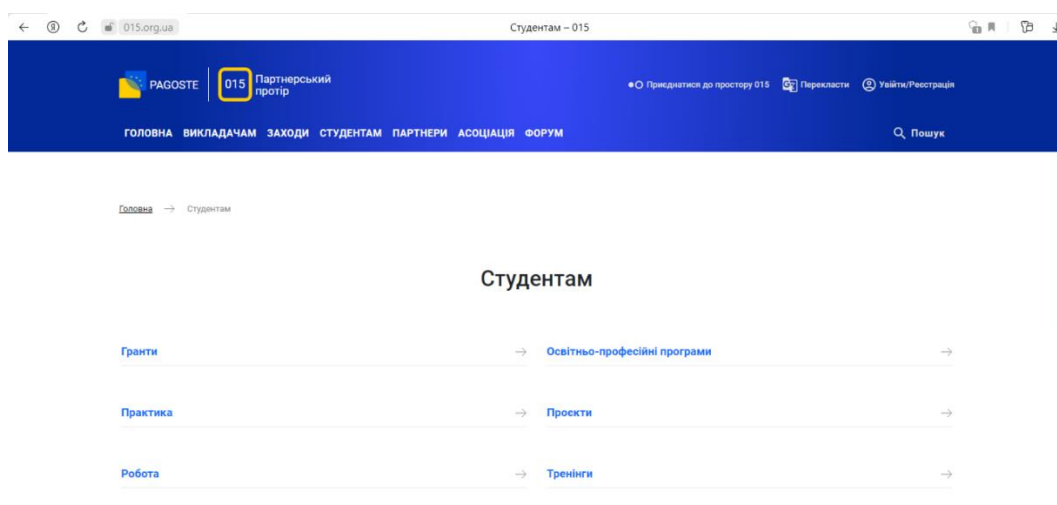 015.org.ua
Студентам – 015
PAGOSTE
015
Партнерський
протір
Приєднатися до простору 015
Перекласти
Увійти/Реєстрація
ГОЛОВНА ВИКЛАДАЧАМ ЗАХОДИ СТУДЕНТАМ ПАРТНЕРИ АСОЦІАЦІЯ ФОРУМ
Пошук
Головна → Студентам
Студентам
Гранти → Освітньо-професійні програми →
Практика → Проєкти →
Робота → Тренінги →